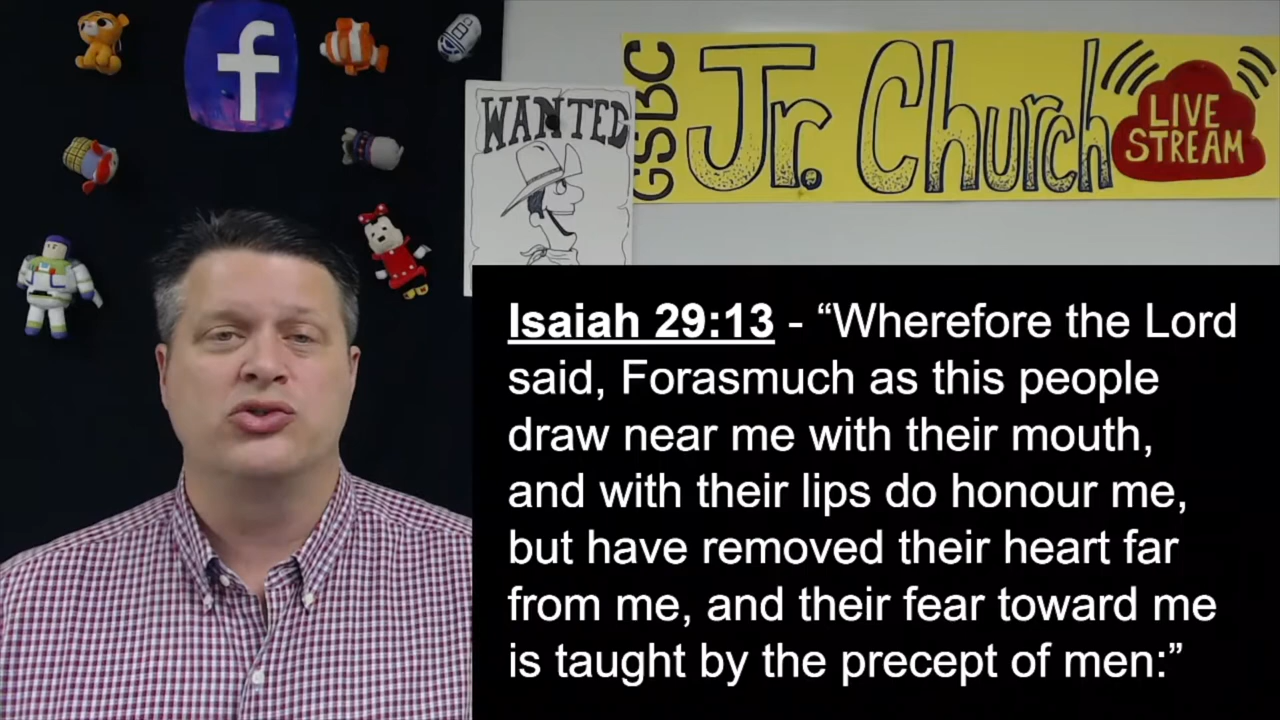 f
WANTED
GSBC
Jr. Church
LIVE
STREAM
Isaiah 29:13 - “Wherefore the Lord
said, Forasmuch as this people
draw near me with their mouth,
and with their lips do honour me,
but have removed their heart far
from me, and their fear toward me
is taught by the precept of men:”